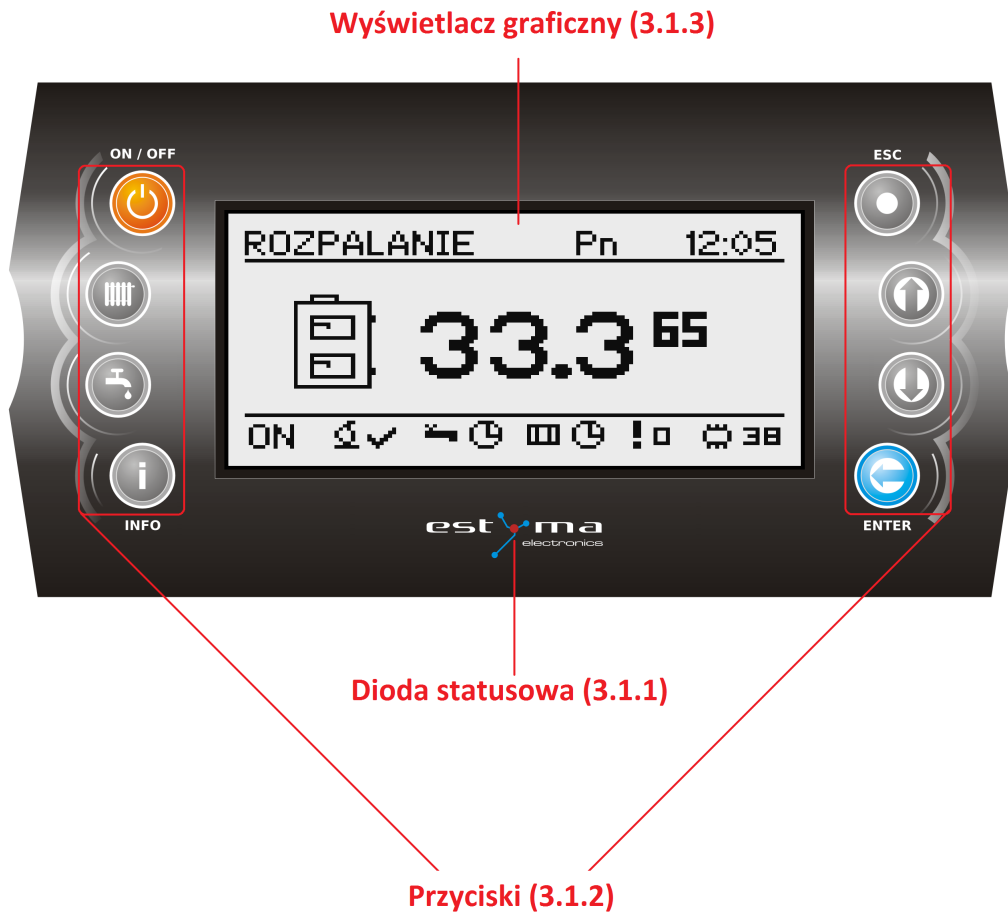 Wyświetlacz graficzny (3.1.3)
ON / OFF
ESC
ROZPALANIE Pn 12:05
33.3 65
ON 0 38
INFO
ENTER
estyma
electronics
Dioda statusowa (3.1.1)
Przyciski (3.1.2)